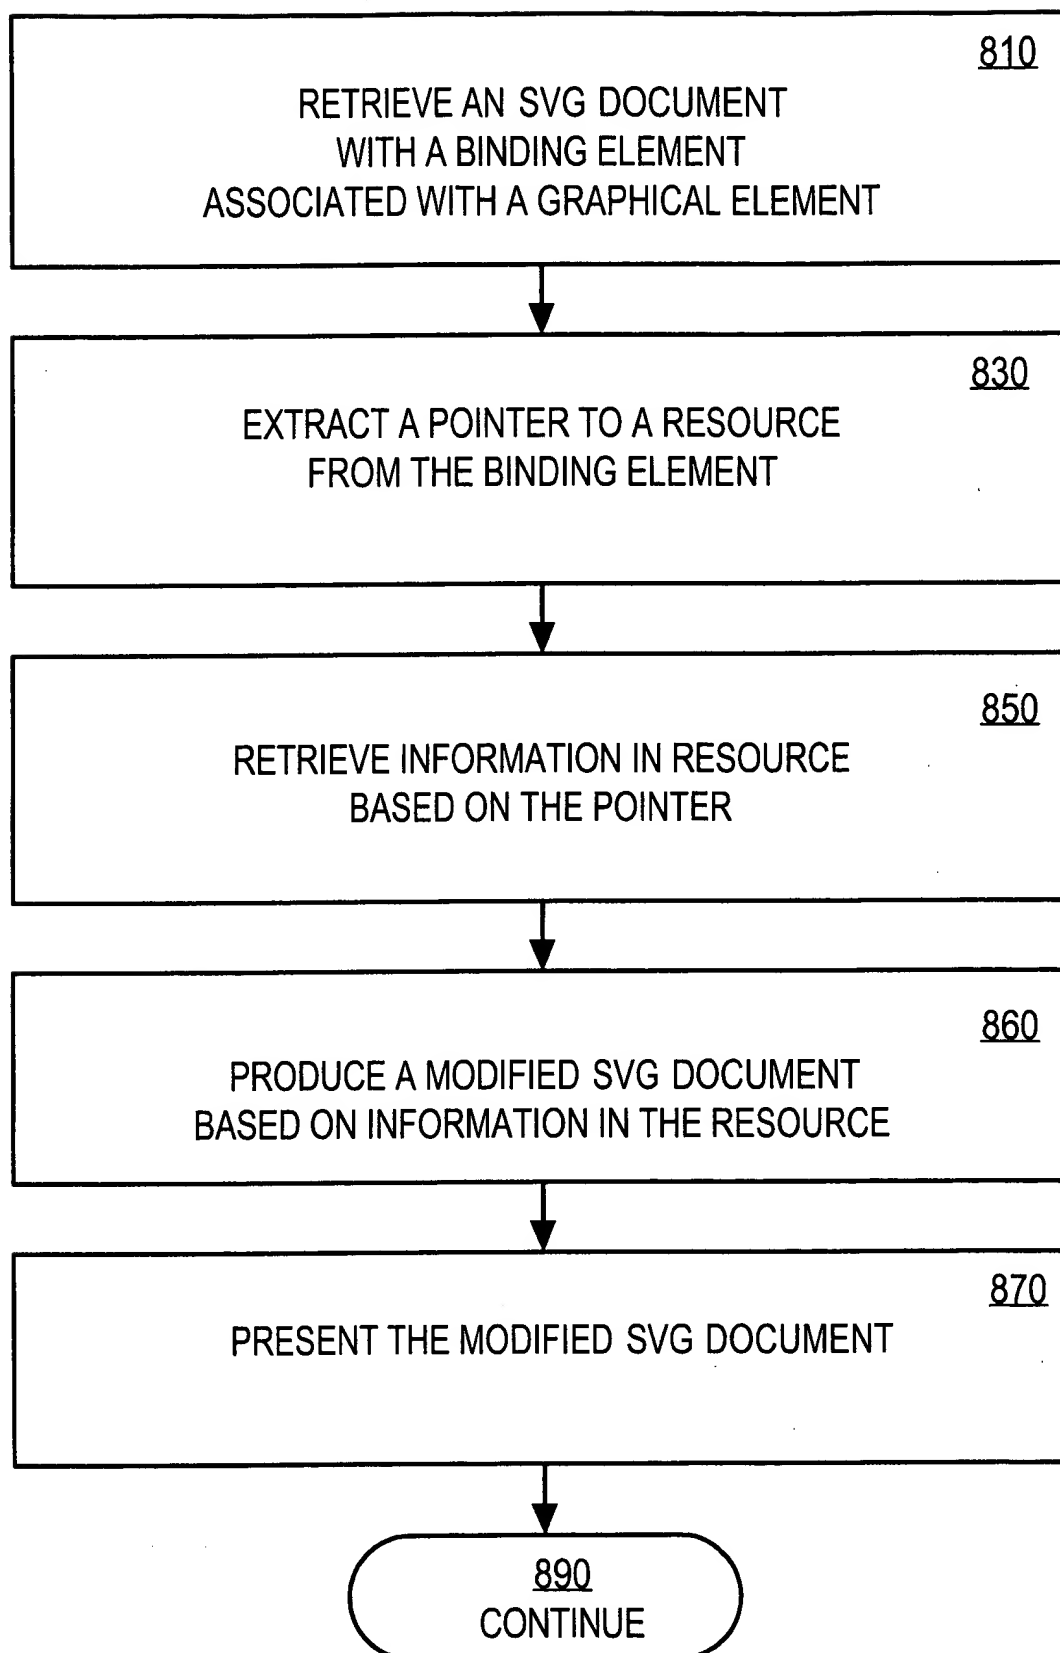 810
RETRIEVE AN SVG DOCUMENT
WITH A BINDING ELEMENT
ASSOCIATED WITH A GRAPHICAL ELEMENT
830
EXTRACT A POINTER TO A RESOURCE
FROM THE BINDING ELEMENT
850
RETRIEVE INFORMATION IN RESOURCE
BASED ON THE POINTER
860
PRODUCE A MODIFIED SVG DOCUMENT
BASED ON INFORMATION IN THE RESOURCE
870
PRESENT THE MODIFIED SVG DOCUMENT
890
CONTINUE